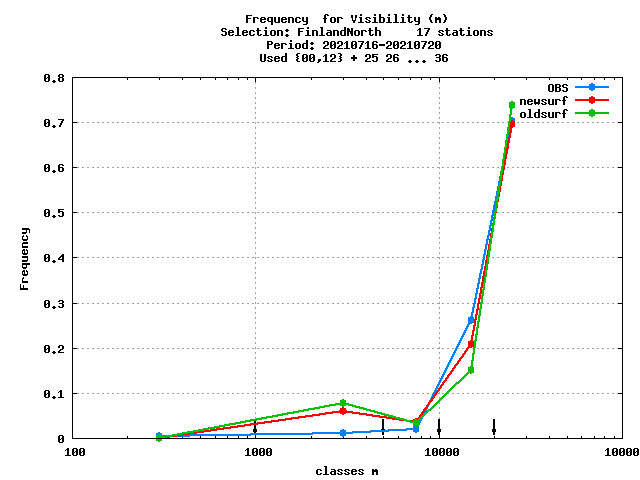 Frequency  for Visibility (m)
Selection: FinlandNorth     17 stations
Period: 20210716-20210720
Used {00,12} + 25 26 ... 36
0.8
0.7
0.6
0.5
0.4
0.3
0.2
0.1
0
Frequency
OBS
newsurf
oldsurf
100
1000
10000
10000
classes m